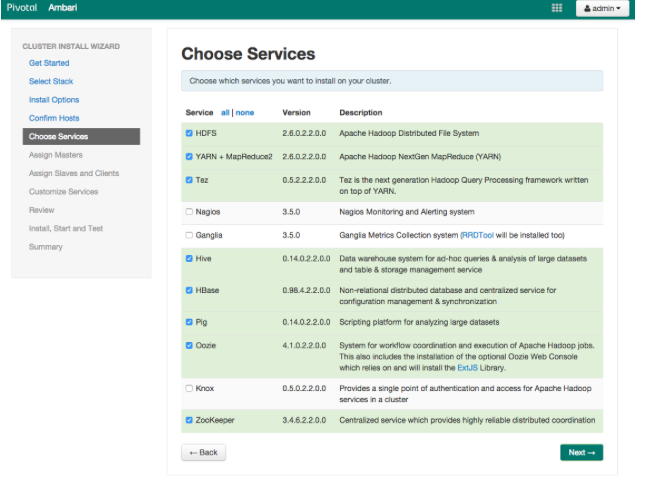 Pivotal Ambari admin
CLUSTER INSTALL WIZARD
Get Started
Select Stack
Install Options
Confirm Hosts
Choose Services
Assign Masters
Assign Slaves and Clients
Customize Services
Review
Install, Start and Test
Summary
Choose Services
Choose which services you want to install on your cluster.
Service all | none Version Description
HDFS 2.6.0.2.2.0.0 Apache Hadoop Distributed File System
YARN + MapReduce2 2.6.0.2.2.0.0 Apache Hadoop NextGen MapReduce (YARN)
Tez 0.5.2.2.2.0.0 Tez is the next generation Hadoop Query Processing framework written
on top of YARN.
Nagios 3.5.0 Nagios Monitoring and Alerting system
Ganglia 3.5.0 Ganglia Metrics Collection system (RRDTool will be installed too)
Hive 0.14.0.2.2.0.0 Data warehouse system for ad-hoc queries & analysis of large datasets
and table & storage management service
HBase 0.98.4.2.2.0.0 Non-relational distributed database and centralized service for
configuration management & synchronization
Pig 0.14.0.2.2.0.0 Scripting platform for analyzing large datasets
Oozie 4.1.0.2.2.0.0 System for workflow coordination and execution of Apache Hadoop jobs.
This also includes the installation of the optional Oozie Web Console
which relies on and will install the ExtJS Library.
Knox 0.5.0.2.2.0.0 Provides a single point of authentication and access for Apache Hadoop
services in a cluster
ZooKeeper 3.4.6.2.2.0.0 Centralized service which provides highly reliable distributed coordination
← Back Next →